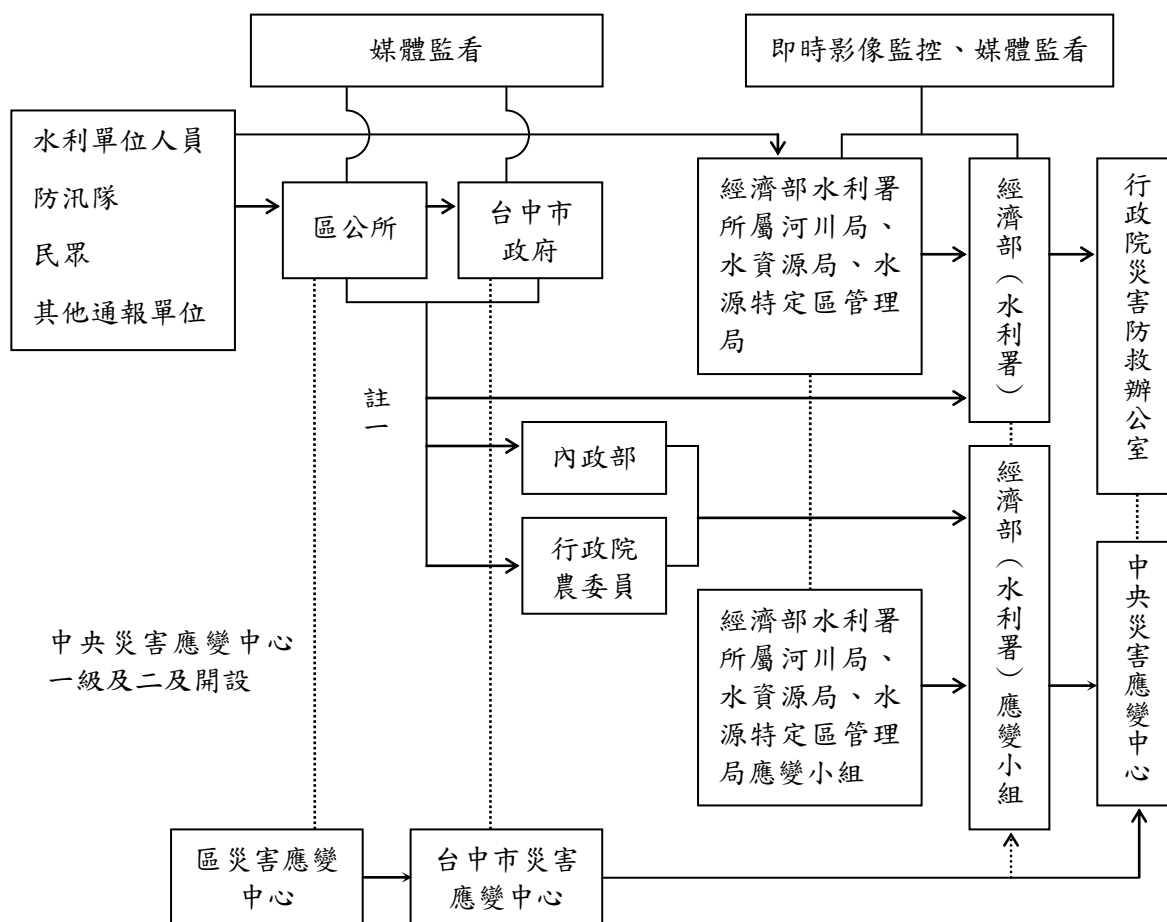 媒體監看
即時影像監控、媒體監看
水利單位人員
防汛隊
民眾
其他通報單位
區公所
台中市
政府
經濟部水利署
所屬河川局、
水資源局、水
源特定區管理
局
經濟部（水利署）
行政院災害防救辦公室
註一
內政部
行政院
農委員
中央災害應變中心
一級及二及開設
經濟部水利署
所屬河川局、
水資源局、水
源特定區管理
局應變小組
經濟部（水利署）應變小組
中央災害應變中心
區災害應變
中心
台中市災害
應變中心